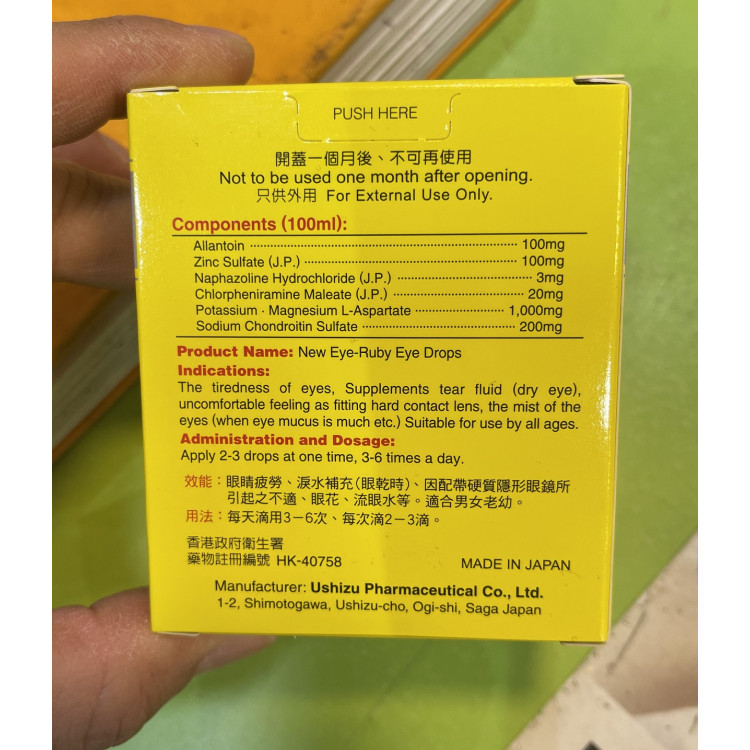 PUSH HERE
開蓋一個月後、不可再使用
Not to be used one month after opening.
只供外用 For External Use Only.
Components (100ml):
Allantoin ········ 100mg
Zinc Sulfate (J.P.) ········ 100mg
Naphazoline Hydrochloride (J.P.) ········ 3mg
Chlorpheniramine Maleate (J.P.) ········ 20mg
Potassium · Magnesium L-Aspartate ········ 1,000mg
Sodium Chondroitin Sulfate ········ 200mg
Product Name: New Eye-Ruby Eye Drops
Indications:
The tiredness of eyes, Supplements tear fluid (dry eye),
uncomfortable feeling as fitting hard contact lens, the mist of the
eyes (when eye mucus is much etc.) Suitable for use by all ages.
Administration and Dosage:
Apply 2-3 drops at one time, 3-6 times a day.
效能：眼睛疲勞、淚水補充（眼乾時）、因配帶硬質隱形眼鏡所
引起之不適、眼花、流眼水等。適合男女老幼。
用法：每天滴用3－6次、每次滴2－3滴。
香港政府衛生署
藥物註冊編號 HK-40758
MADE IN JAPAN
Manufacturer: Ushizu Pharmaceutical Co., Ltd.
1-2, Shimotogawa, Ushizu-cho, Ogi-shi, Saga Japan